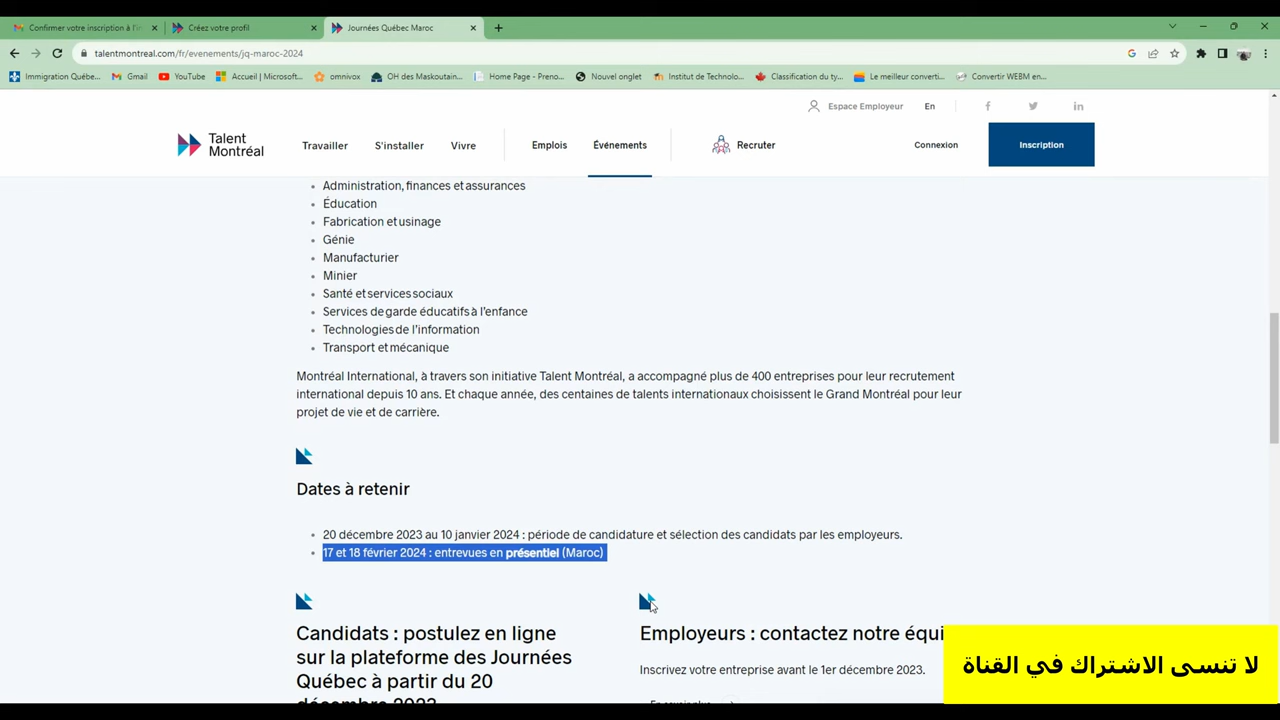 Confirmer votre inscription à l'i
Créez votre profil
Journées Québec Maroc
talentmontreal.com/fr/evenements/jq-maroc-2024
Immigration Québe...
Gmail
YouTube
Accueil | Microsoft...
omnivox
OH des Maskoutain...
Home Page - Preno...
Nouvel onglet
Institut de Technolo...
Classification du ty...
Le meilleur converti...
Convertir WEBM en...
Espace Employeur
En
Talent
Montréal
Travailler
S'installer
Vivre
Emplois
Événements
Recruter
Connexion
Inscription
Administration, finances et assurances
Éducation
Fabrication et usinage
Génie
Manufacturier
Minier
Santé et services sociaux
Services de garde éducatifs à l'enfance
Technologies de l'information
Transport et mécanique
Montréal International, à travers son initiative Talent Montréal, a accompagné plus de 400 entreprises pour leur recrutement
international depuis 10 ans. Et chaque année, des centaines de talents internationaux choisissent le Grand Montréal pour leur
projet de vie et de carrière.
Dates à retenir
20 décembre 2023 au 10 janvier 2024 : période de candidature et sélection des candidats par les employeurs.
17 et 18 février 2024 : entrevues en présentiel (Maroc)
Candidats : postulez en ligne
sur la plateforme des Journées
Québec à partir du 20
décembre 2023
Employeurs : contactez notre équi
Inscrivez votre entreprise avant le 1er décembre 2023.
En savoir plus
لا تنسى الاشتراك في القناة